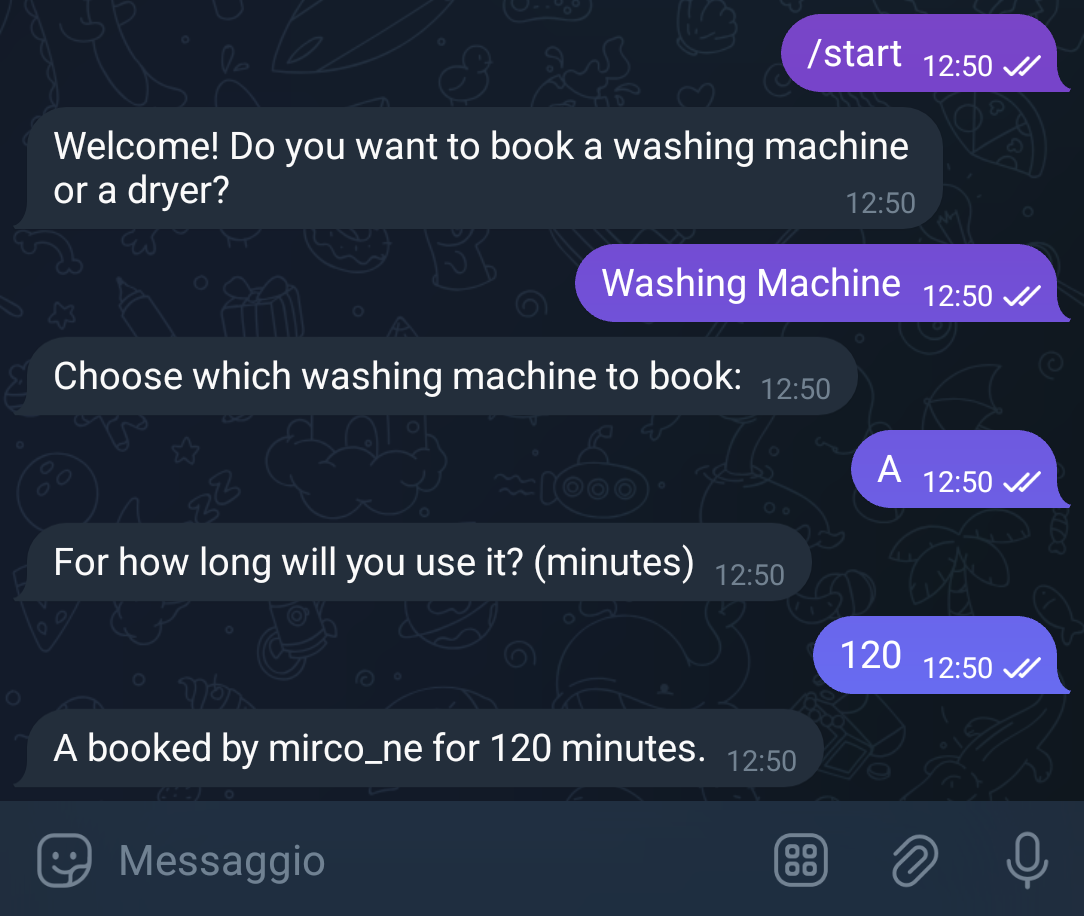 /start 12:50
Welcome! Do you want to book a washing machine
or a dryer? 12:50
Washing Machine 12:50
Choose which washing machine to book: 12:50
A 12:50
For how long will you use it? (minutes) 12:50
120 12:50
A booked by mirco_ne for 120 minutes. 12:50
Messaggio